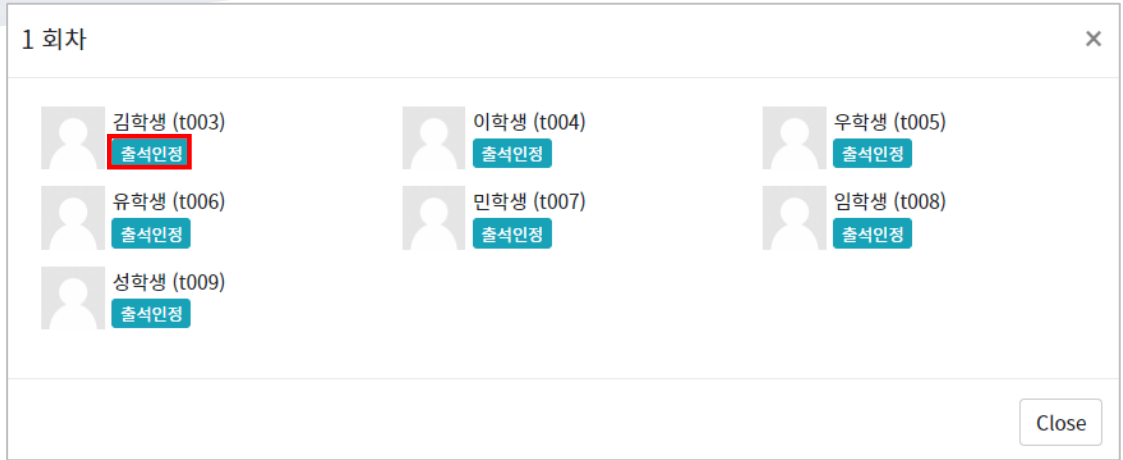 1 회차
×
김학생 (t003)
출석인정
이학생 (t004)
출석인정
우학생 (t005)
출석인정
유학생 (t006)
출석인정
민학생 (t007)
출석인정
임학생 (t008)
출석인정
성학생 (t009)
출석인정
Close